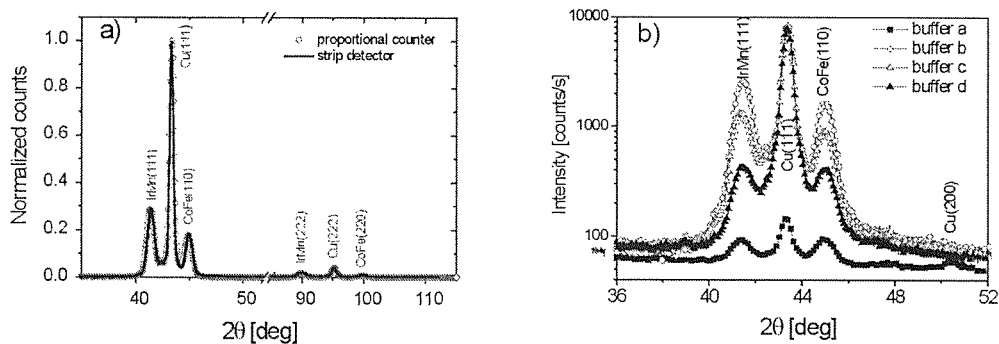 a)
Normalized counts
1.0
0.8
0.6
0.4
0.2
0.0
40
50
90
100
110
2θ [deg]
IrMn(111)
Cu(111)
CoFe(110)
IrMn(222)
Cu(222)
CoFe(220)
proportional counter
strip detector
b)
Intensity [counts/s]
10000
1000
100
36
40
44
48
52
2θ [deg]
IrMn(111)
Cu(111)
CoFe(110)
Cu(200)
buffer a
buffer b
buffer c
buffer d